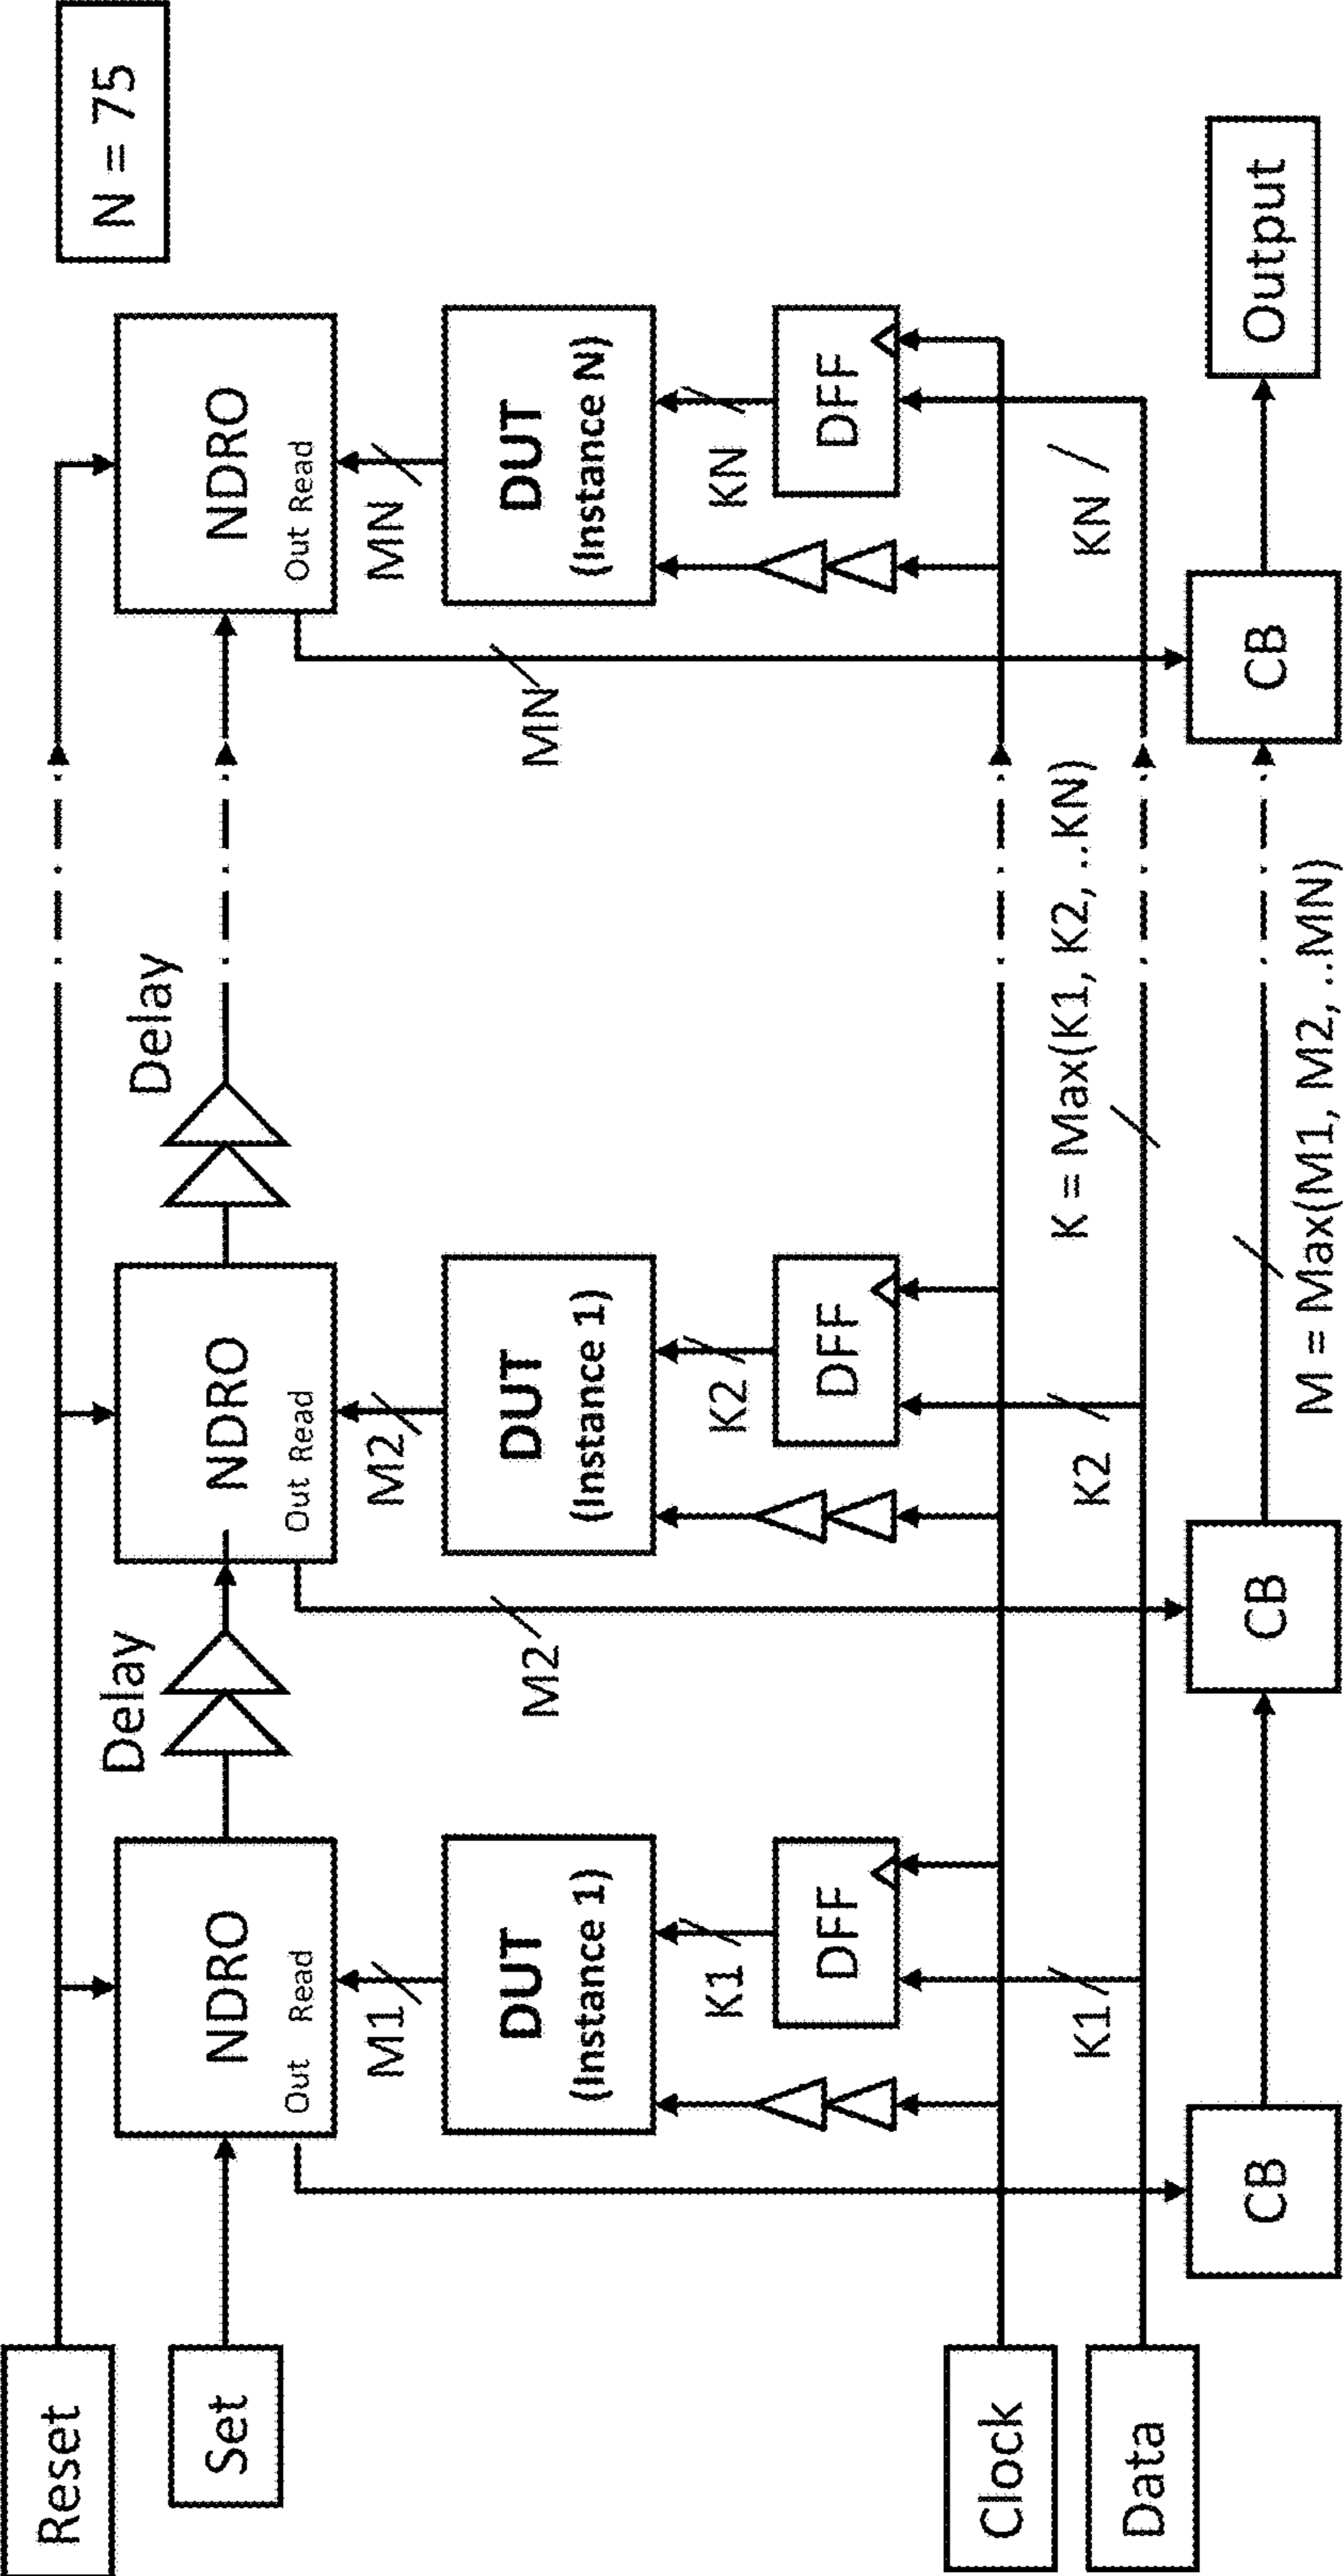 Reset
N = 75
Set
Delay
Delay
NDRO
Out Read
NDRO
Out Read
NDRO
Out Read
M1
M2
MN
DUT
(Instance 1)
DUT
(Instance 1)
DUT
(Instance N)
M2
MN
K1
K2
KN
DFF
DFF
DFF
Clock
K1
K2
K = Max(K1, K2, ..KN)
KN
Data
CB
CB
CB
Output
M = Max(M1, M2, ..MN)